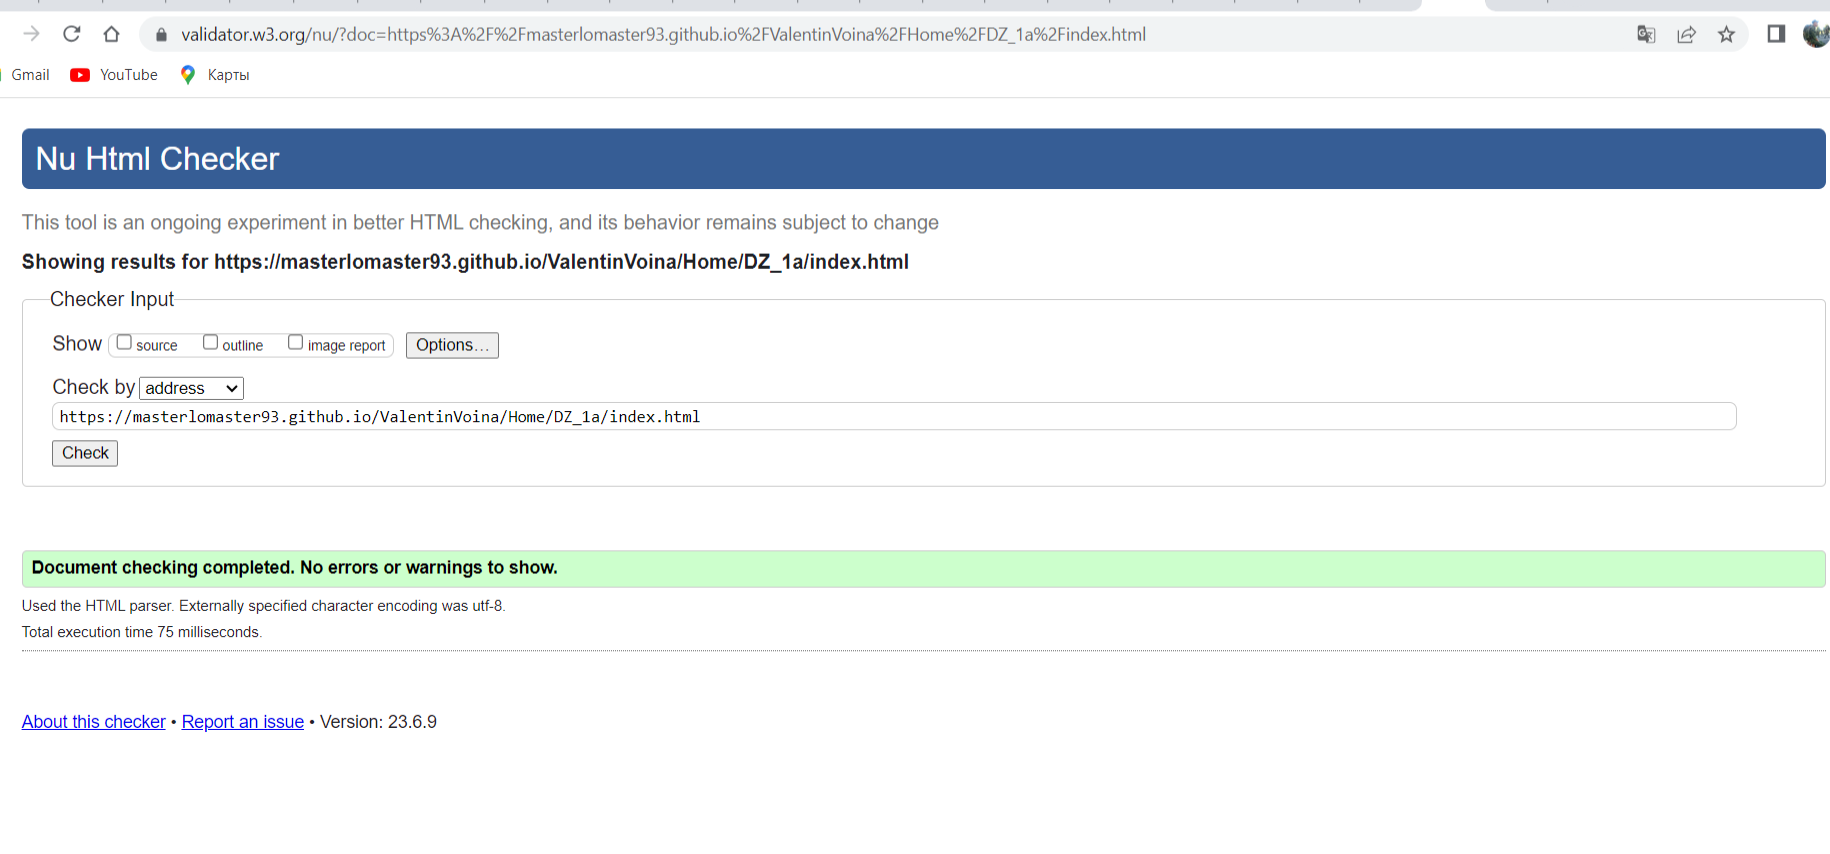 validator.w3.org/nu/?doc=https%3A%2F%2Fmasterlomaster93.github.io%2FValentinVoina%2FHome%2FDZ_1a%2Findex.html
Gmail YouTube Карты
Nu Html Checker
This tool is an ongoing experiment in better HTML checking, and its behavior remains subject to change
Showing results for https://masterlomaster93.github.io/ValentinVoina/Home/DZ_1a/index.html
Checker Input
Show source outline image report Options...
Check by address
https://masterlomaster93.github.io/ValentinVoina/Home/DZ_1a/index.html
Check
Document checking completed. No errors or warnings to show.
Used the HTML parser. Externally specified character encoding was utf-8.
Total execution time 75 milliseconds.
About this checker • Report an issue • Version: 23.6.9